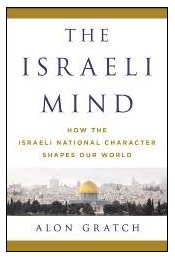 THE
ISRAELI
MIND
HOW THE
ISRAELI NATIONAL CHARACTER
SHAPES OUR WORLD
ALON GRATCH